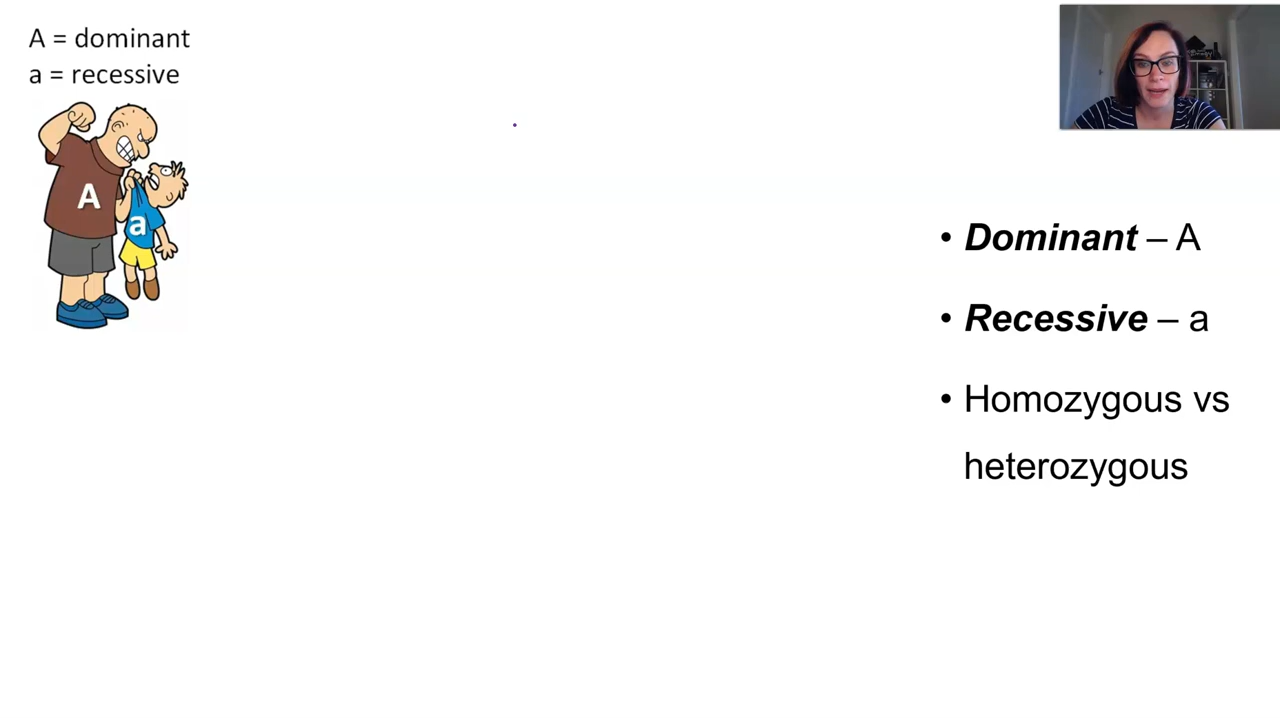 A = dominant
a = recessive
A
a
• Dominant – A
• Recessive – a
• Homozygous vs
heterozygous